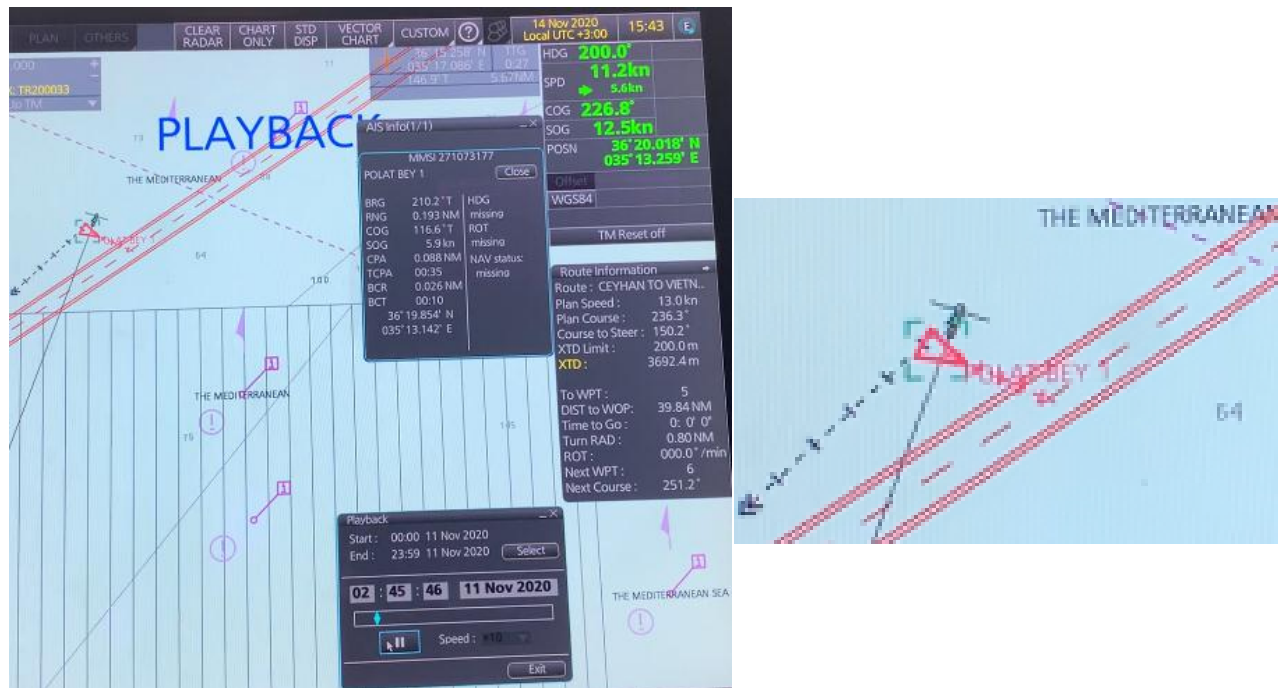 PLAN
OTHERS
CLEAR RADAR
CHART ONLY
STD DISP
VECTOR CHART
CUSTOM
?
14 Nov 2020
Local UTC +3:00
15:43
E
TR200033
36° 15.258' N
035° 17.086' E
TTG
0:27
146.9°T
5.67NM
HDG 200.0°
SPD 11.2kn
5.6kn
COG 226.8°
SOG 12.5kn
POSN 36° 20.018' N
035° 13.259' E
Offset
WGS84
TM Reset off
PLAYBACK
THE MEDITERRANEAN
POLAT BEY 1
64
100
AIS Info(1/1)
MMSI 271073177
POLAT BEY 1
Close
BRG 210.2°T
RNG 0.193 NM
COG 116.6°T
SOG 5.9 kn
CPA 0.088 NM
TCPA 00:35
BCR 0.026 NM
BCT 00:10
36° 19.854' N
035° 13.142' E
HDG
missing
ROT
missing
NAV status:
missing
Route Information
Route : CEYHAN TO VIETN..
Plan Speed : 13.0 kn
Plan Course : 236.3°
Course to Steer : 150.2°
XTD Limit : 200.0 m
XTD : 3692.4 m
To WPT : 5
DIST to WOP: 39.84 NM
Time to Go : 0: 0' 0"
Turn RAD : 0.80 NM
ROT : 000.0°/min
Next WPT : 6
Next Course : 251.2°
THE MEDITERRANEAN
Playback
Start : 00:00 11 Nov 2020
End : 23:59 11 Nov 2020
Select
02 : 45 : 46 11 Nov 2020
Speed : ×10
Exit
THE MEDITERRANEAN SEA
THE MEDITERRANEAN
POLAT BEY 1
64